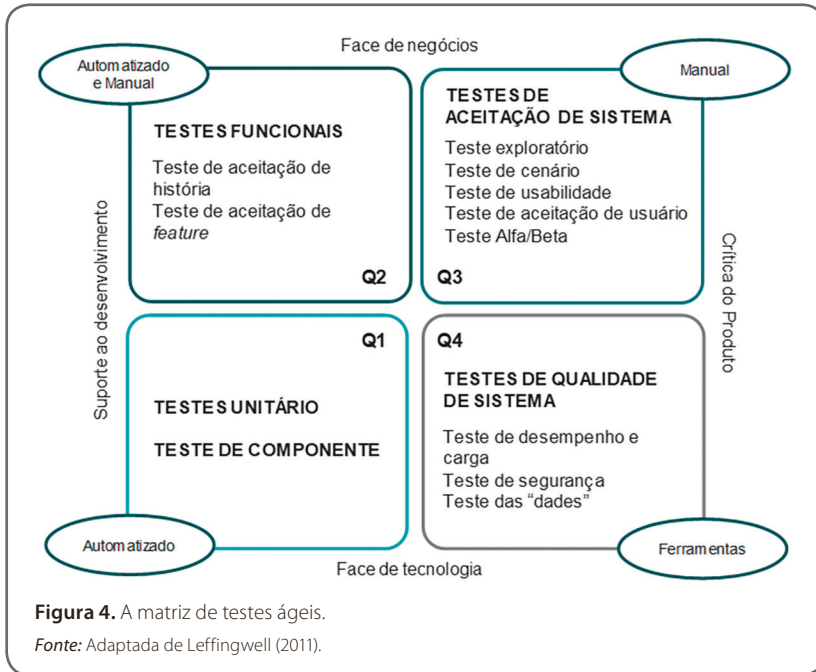 Face de negócios
Automatizado
e Manual
Manual
TESTES FUNCIONAIS
Teste de aceitação de
história
Teste de aceitação de
feature
Q2
TESTES DE
ACEITAÇÃO DE SISTEMA
Teste exploratório
Teste de cenário
Teste de usabilidade
Teste de aceitação de usuário
Teste Alfa/Beta
Q3
Suporte ao desenvolvimento
Crítica do Produto
Q1
TESTES UNITÁRIO
TESTE DE COMPONENTE
Q4
TESTES DE QUALIDADE
DE SISTEMA
Teste de desempenho e
carga
Teste de segurança
Teste das “dades”
Automatizado
Ferramentas
Face de tecnologia
Figura 4. A matriz de testes ágeis.
Fonte: Adaptada de Leffingwell (2011).